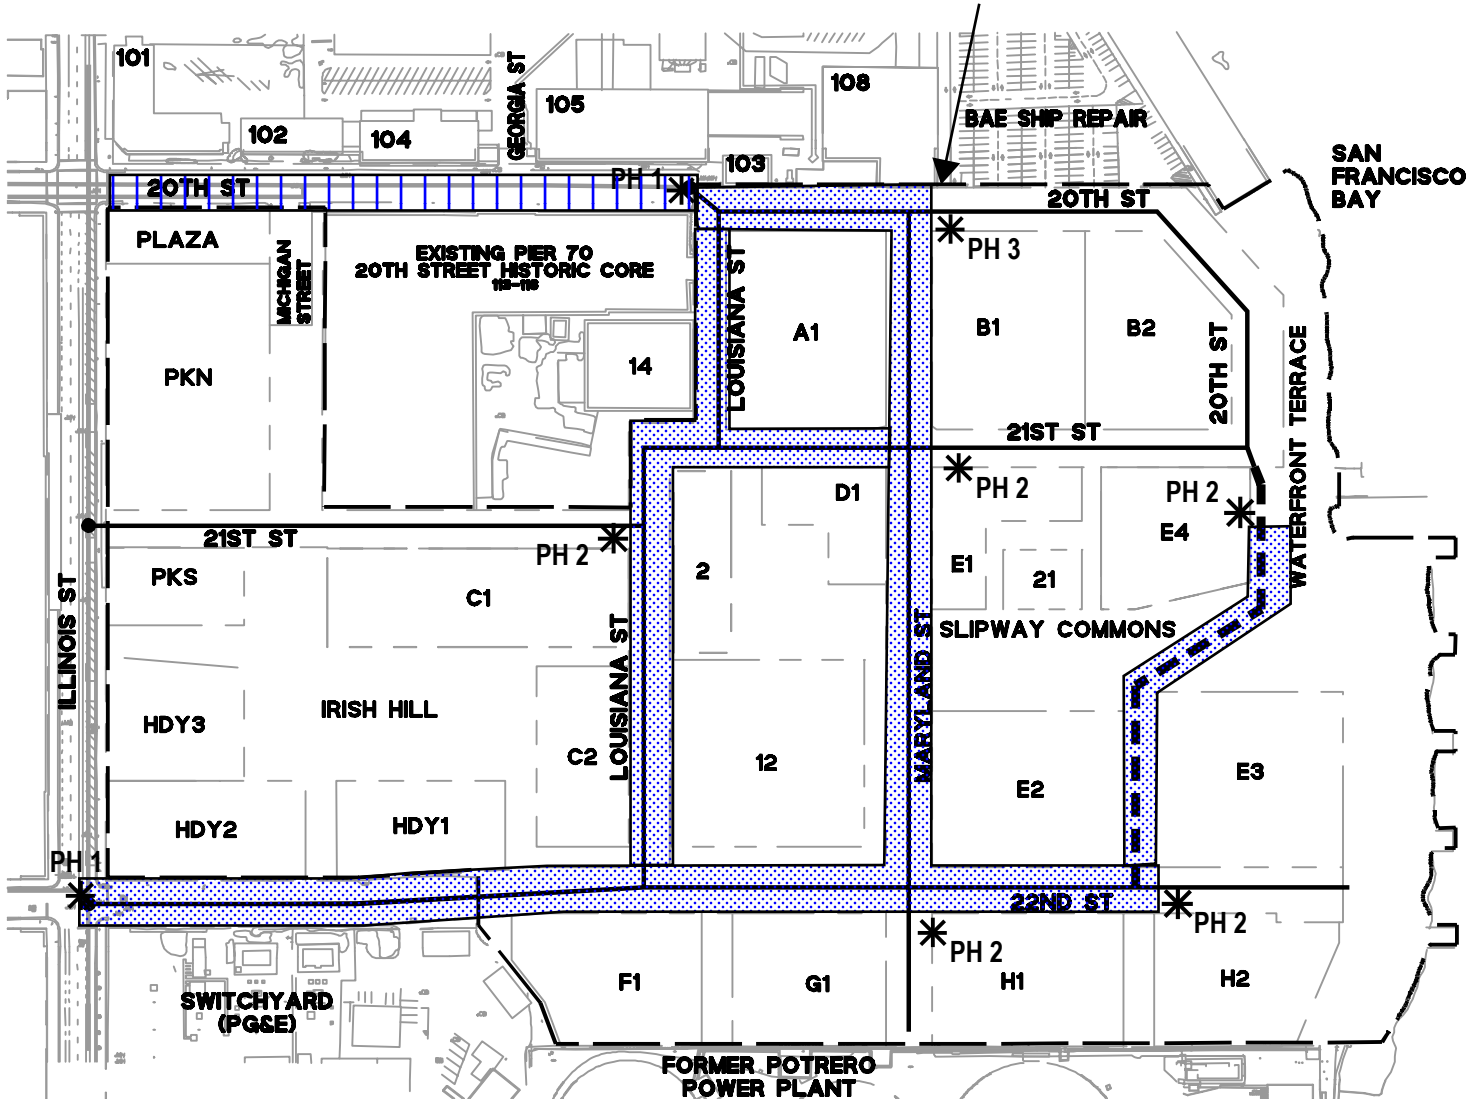 101
102
104
GEORGIA ST
105
108
103
BAE SHIP REPAIR
SAN
FRANCISCO
BAY
20TH ST
PH 1
20TH ST
PLAZA
MICHIGAN
STREET
EXISTING PIER 70
20TH STREET HISTORIC CORE
PH 3
LOUISIANA ST
A1
B1
B2
20TH ST
WATERFRONT TERRACE
PKN
14
21ST ST
PH 2
PH 2
D1
E4
21ST ST
PH 2
PKS
C1
2
E1
21
ILLINOIS ST
LOUISIANA ST
MARYLAND ST
SLIPWAY COMMONS
HDY3
IRISH HILL
C2
12
E2
E3
HDY2
HDY1
PH 1
22ND ST
PH 2
PH 2
F1
G1
H1
H2
SWITCHYARD
(PG&E)
FORMER POTRERO
POWER PLANT